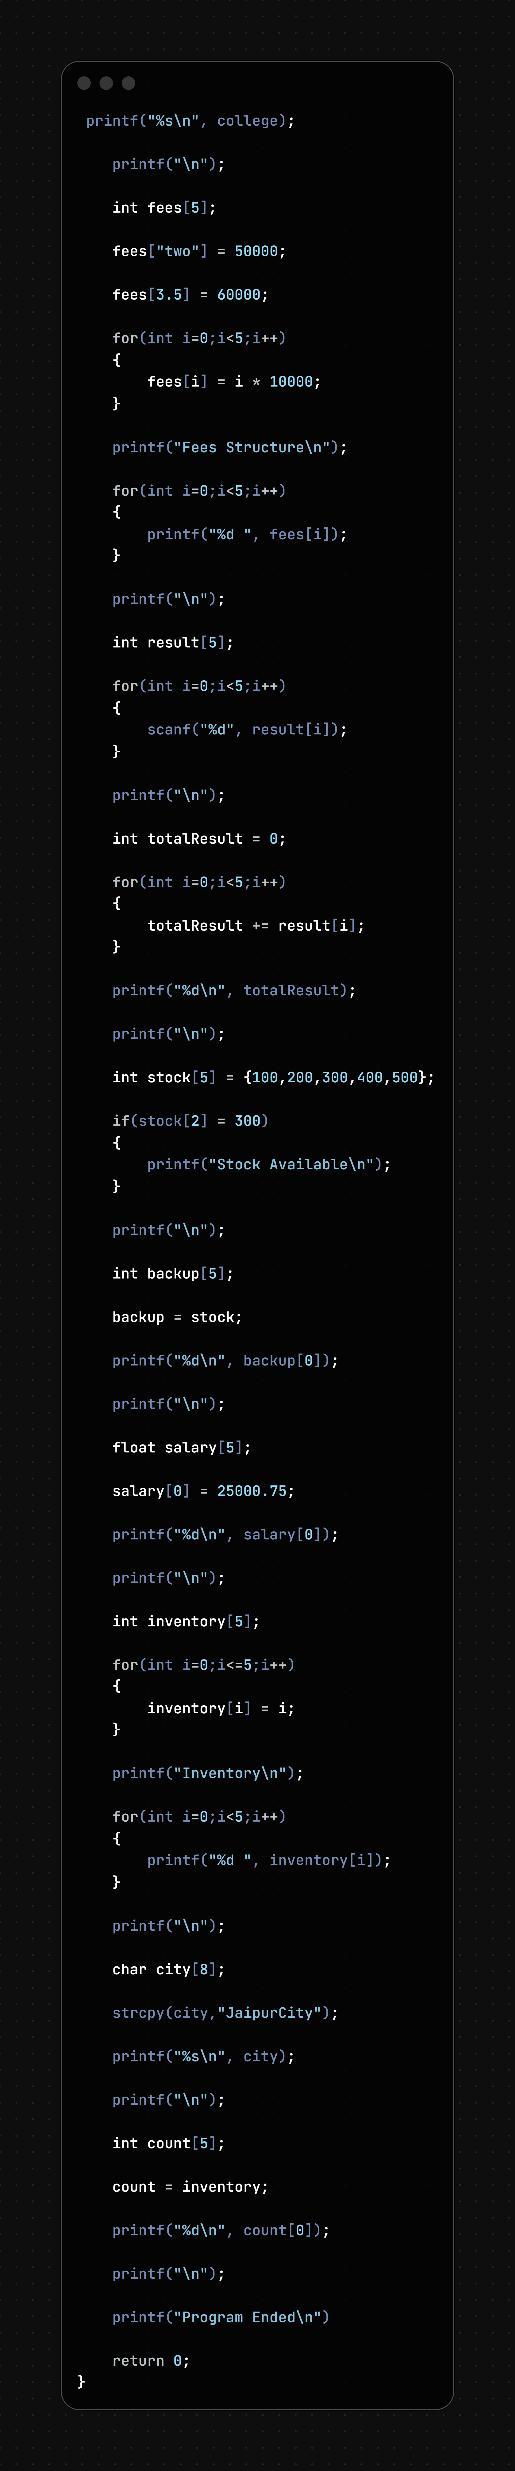 printf("%s\n", college);
printf("\n");
int fees[5];
fees["two"] = 50000;
fees[3.5] = 60000;
for(int i=0;i<5;i++)
{
fees[i] = i * 10000;
}
printf("Fees Structure\n");
for(int i=0;i<5;i++)
{
printf("%d ", fees[i]);
}
printf("\n");
int result[5];
for(int i=0;i<5;i++)
{
scanf("%d", result[i]);
}
printf("\n");
int totalResult = 0;
for(int i=0;i<5;i++)
{
totalResult += result[i];
}
printf("%d\n", totalResult);
printf("\n");
int stock[5] = {100,200,300,400,500};
if(stock[2] = 300)
{
printf("Stock Available\n");
}
printf("\n");
int backup[5];
backup = stock;
printf("%d\n", backup[0]);
printf("\n");
float salary[5];
salary[0] = 25000.75;
printf("%d\n", salary[0]);
printf("\n");
int inventory[5];
for(int i=0;i<=5;i++)
{
inventory[i] = i;
}
printf("Inventory\n");
for(int i=0;i<5;i++)
{
printf("%d ", inventory[i]);
}
printf("\n");
char city[8];
strcpy(city,"JaipurCity");
printf("%s\n", city);
printf("\n");
int count[5];
count = inventory;
printf("%d\n", count[0]);
printf("\n");
printf("Program Ended\n")
return 0;
}